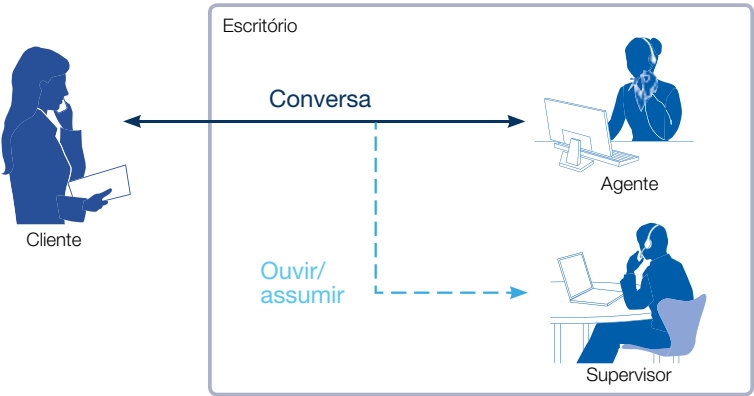 Escritório
Conversa
Agente
Cliente
Ouvir/
assumir
Supervisor